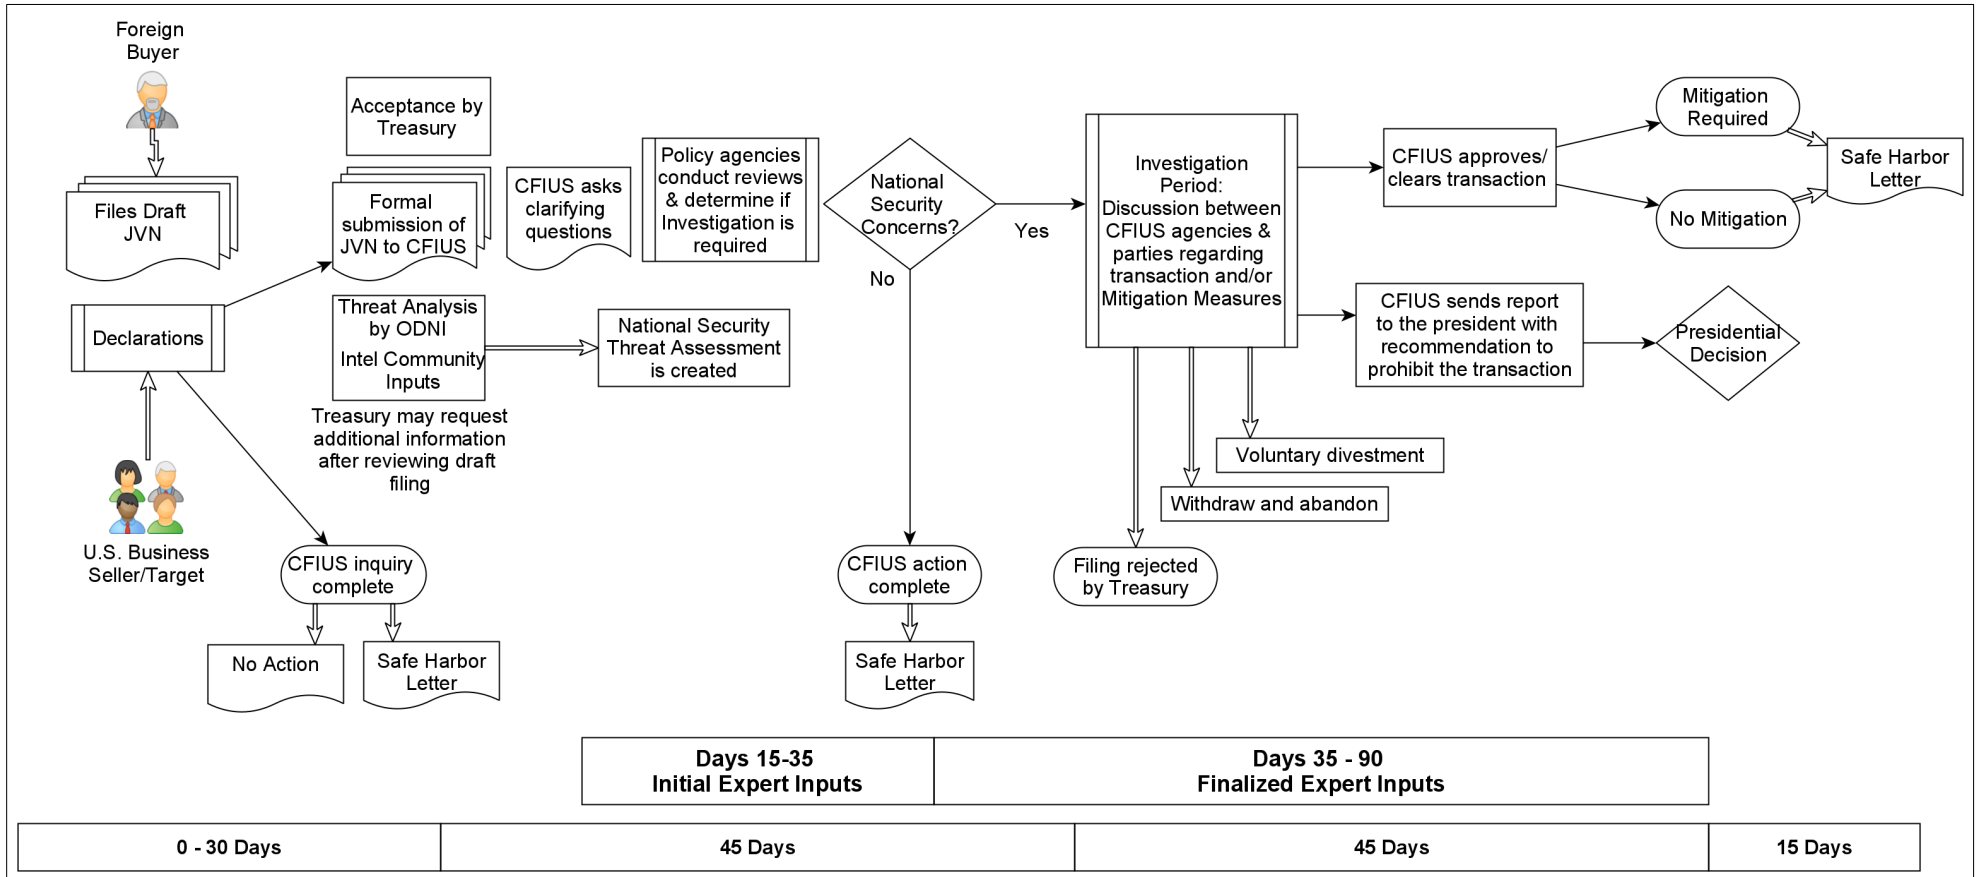 Foreign
Buyer
Files Draft
JVN
Declarations
U.S. Business
Seller/Target
Acceptance by
Treasury
Formal
submission of
JVN to CFIUS
Threat Analysis
by ODNI
Intel Community
Inputs
Treasury may request
additional information
after reviewing draft
filing
CFIUS inquiry
complete
No Action
Safe Harbor
Letter
CFIUS asks
clarifying
questions
National Security
Threat Assessment
is created
Policy agencies
conduct reviews
& determine if
Investigation is
required
National
Security
Concerns?
Yes
No
CFIUS action
complete
Safe Harbor
Letter
Investigation
Period:
Discussion between
CFIUS agencies &
parties regarding
transaction and/or
Mitigation Measures
Voluntary divestment
Withdraw and abandon
Filing rejected
by Treasury
CFIUS approves/
clears transaction
Mitigation
Required
No Mitigation
Safe Harbor
Letter
CFIUS sends report
to the president with
recommendation to
prohibit the transaction
Presidential
Decision
Days 15-35
Initial Expert Inputs
Days 35 - 90
Finalized Expert Inputs
0 - 30 Days
45 Days
45 Days
15 Days